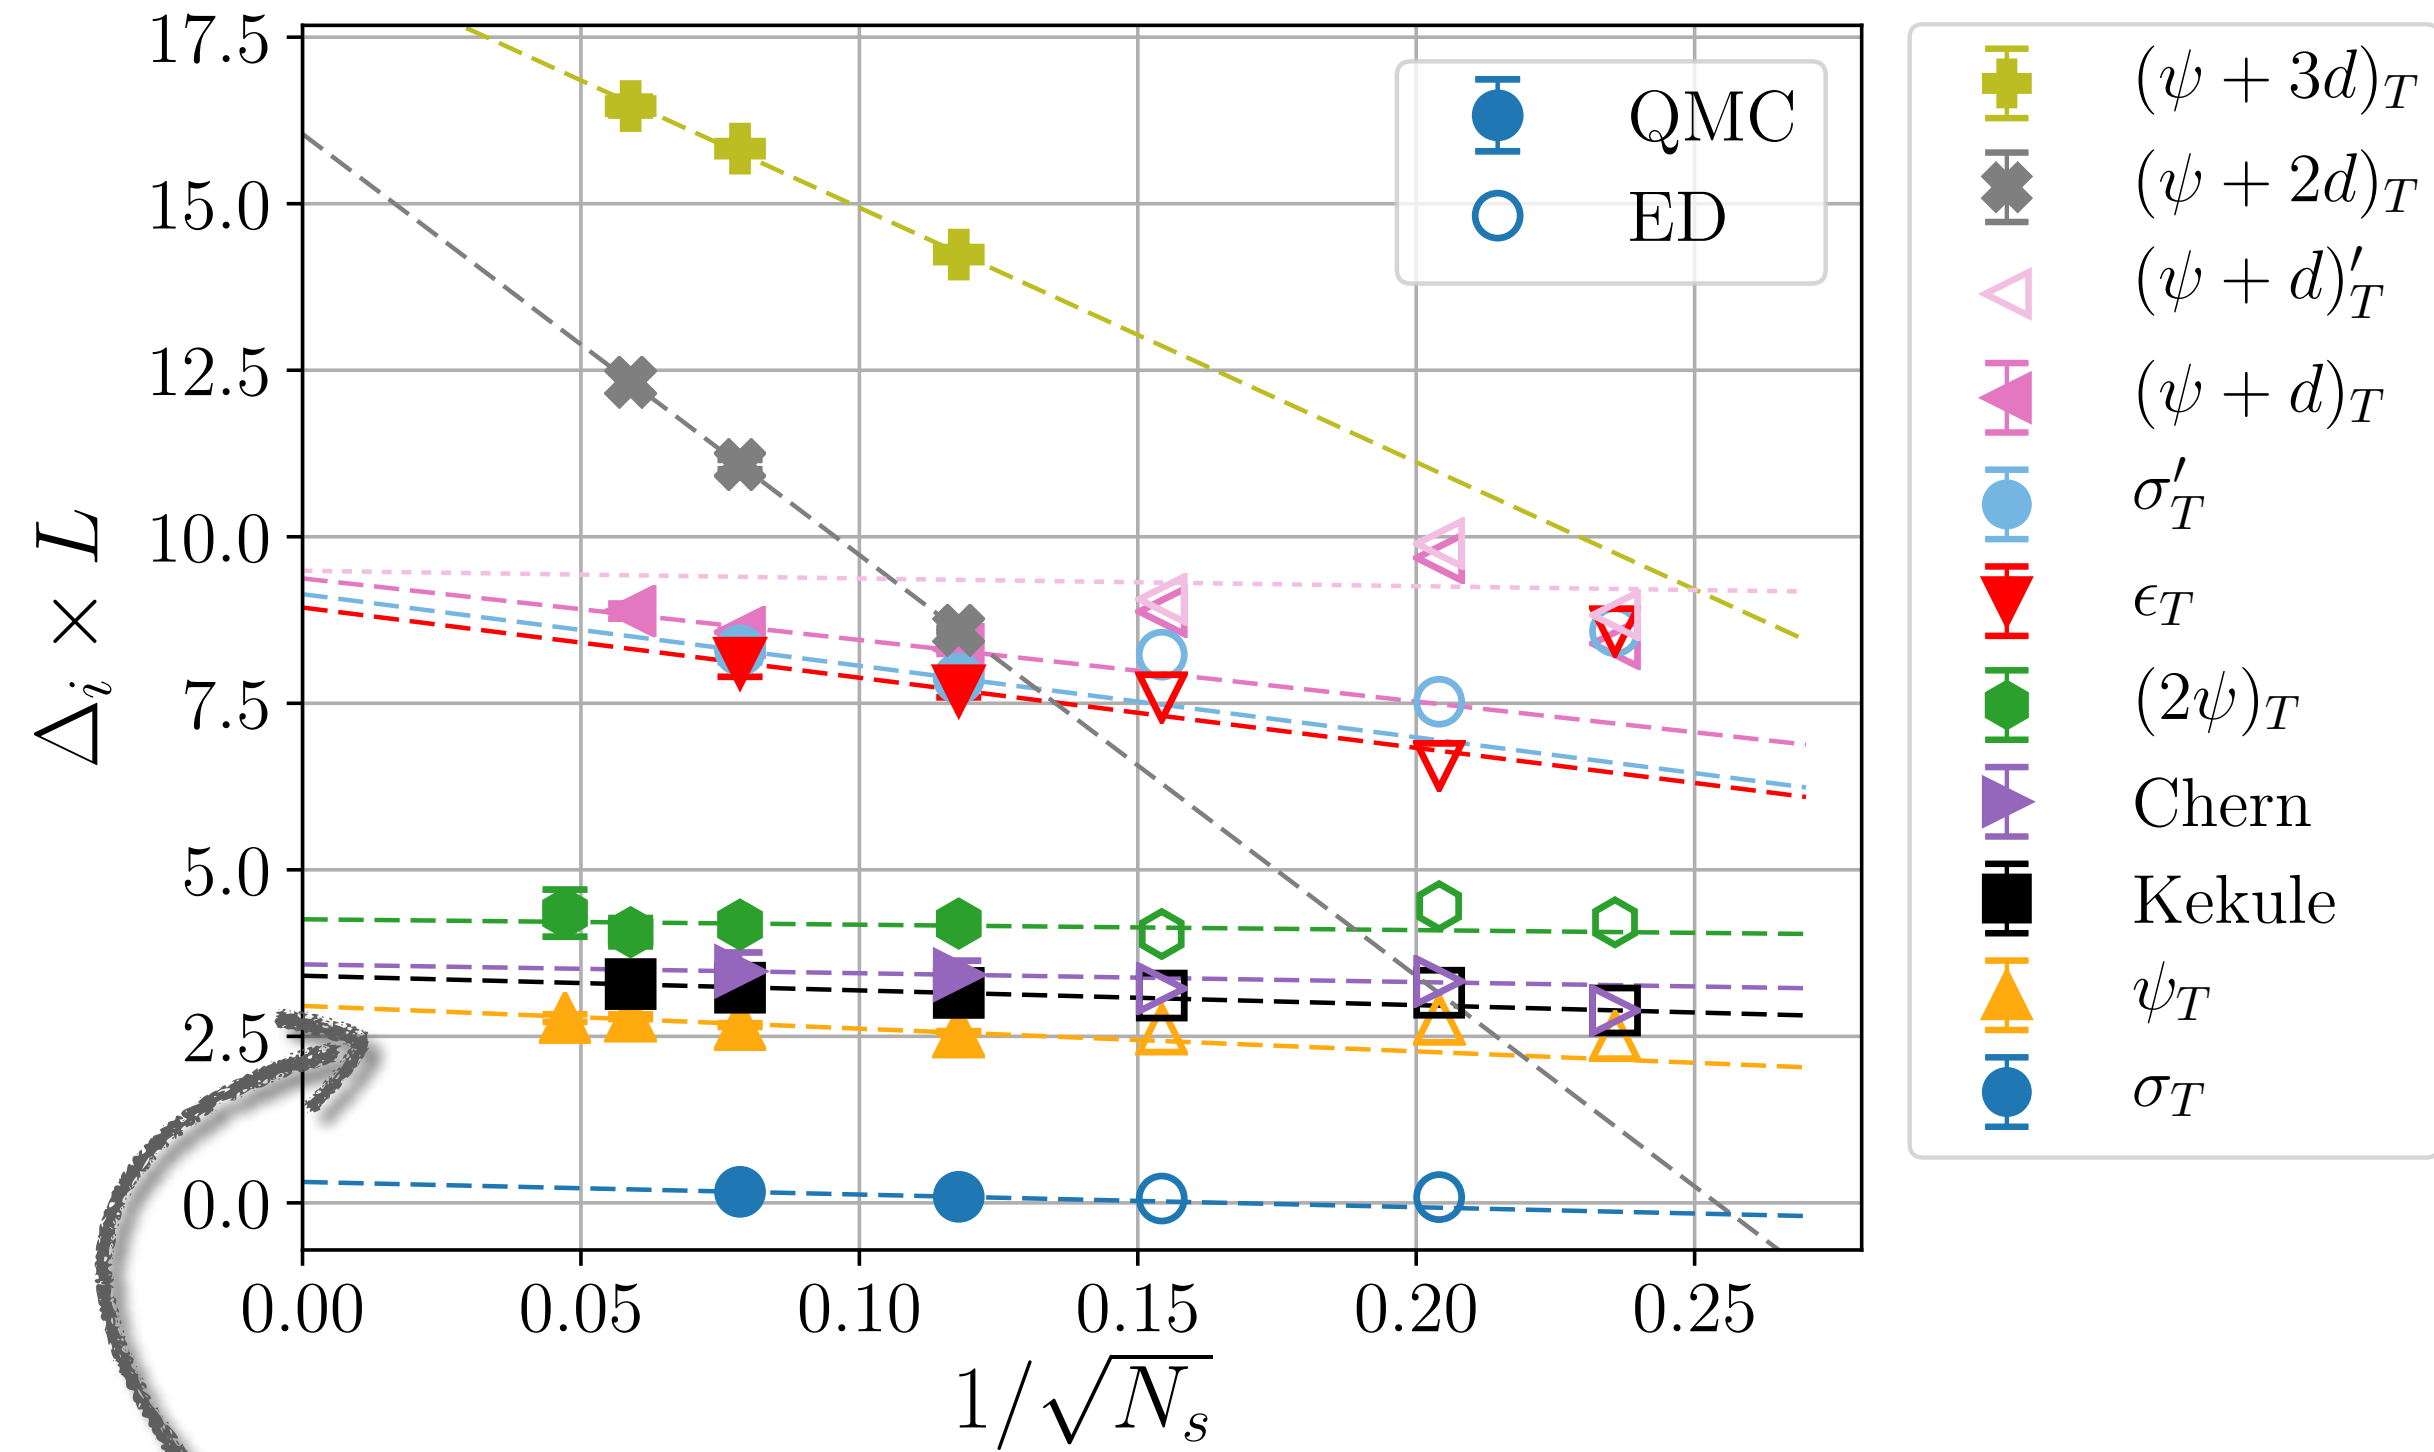 17.5
15.0
12.5
10.0
7.5
5.0
2.5
0.0
Δᵢ × L
0.00 0.05 0.10 0.15 0.20 0.25
1/√Nₛ
QMC
ED
(ψ + 3d)_T
(ψ + 2d)_T
(ψ + d)′_T
(ψ + d)_T
σ′_T
ϵ_T
(2ψ)_T
Chern
Kekule
ψ_T
σ_T